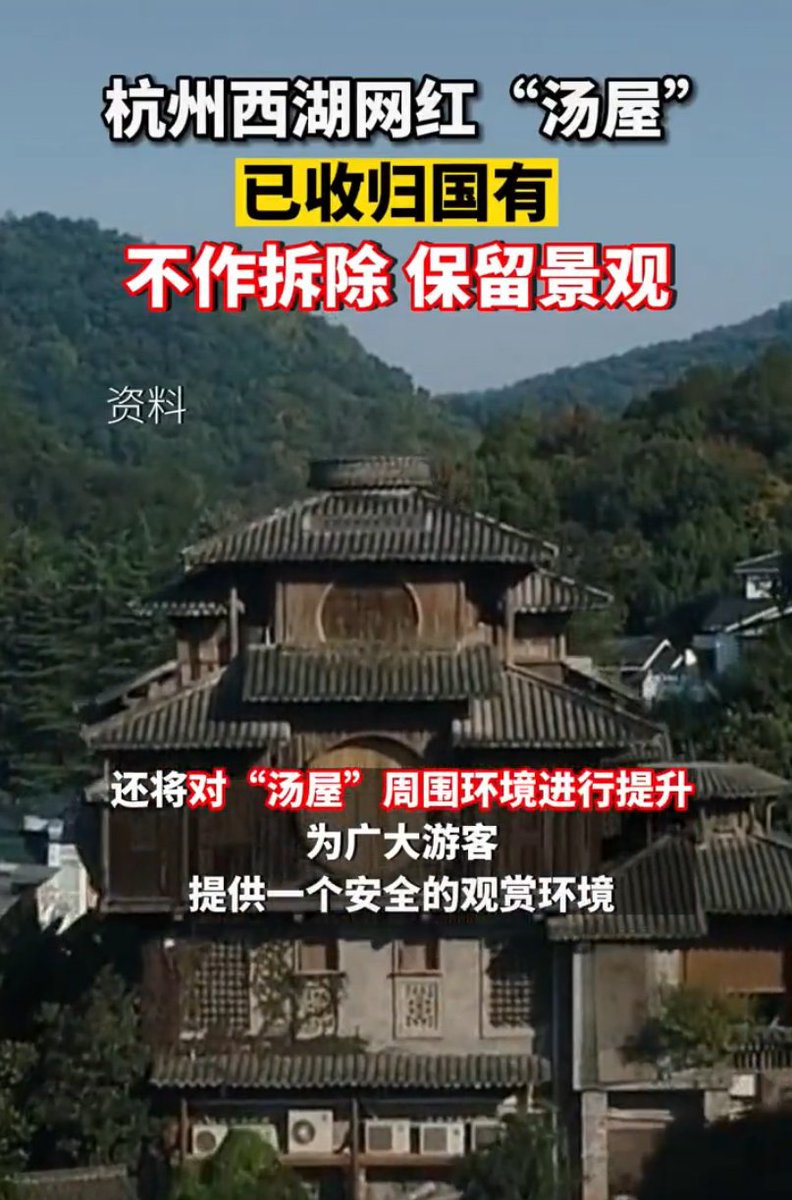 杭州西湖网红“汤屋”
已收归国有
不作拆除 保留景观
资料
还将对“汤屋”周围环境进行提升
为广大游客
提供一个安全的观赏环境